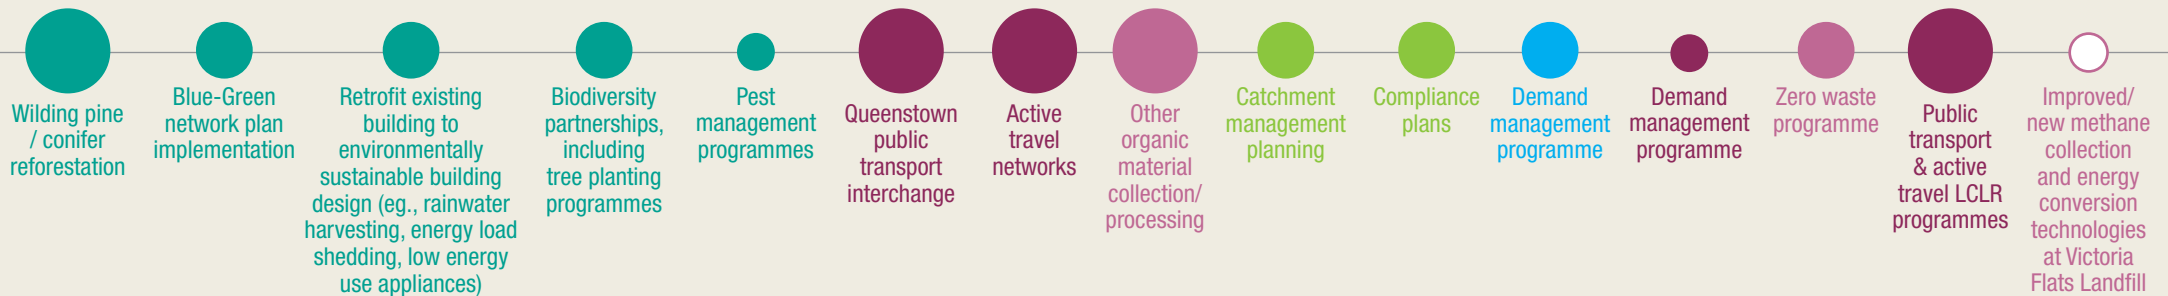 Wilding pine
/ conifer
reforestation
Blue-Green
network plan
implementation
Retrofit existing
building to
environmentally
sustainable building
design (eg., rainwater
harvesting, energy load
shedding, low energy
use appliances)
Biodiversity
partnerships,
including
tree planting
programmes
Pest
management
programmes
Queenstown
public
transport
interchange
Active
travel
networks
Other
organic
material
collection/
processing
Catchment
management
planning
Compliance
plans
Demand
management
programme
Demand
management
programme
Zero waste
programme
Public
transport
& active
travel LCLR
programmes
Improved/
new methane
collection
and energy
conversion
technologies
at Victoria
Flats Landfill